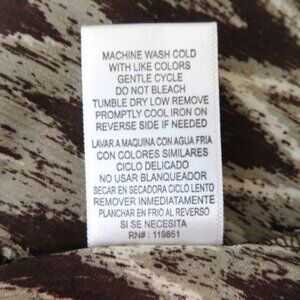 MACHINE WASH COLD
WITH LIKE COLORS
GENTLE CYCLE
DO NOT BLEACH
TUMBLE DRY LOW REMOVE
PROMPTLY COOL IRON ON
REVERSE SIDE IF NEEDED
LAVAR A MAQUINA CON AGUA FRIA
CON COLORES SIMILARES
CICLO DELICADO
NO USAR BLANQUEADOR
SECAR EN SECADORA CICLO LENTO
REMOVER INMEDIATAMENTE
PLANCHAR EN FRIO AL REVERSO
SI SE NECESITA
RN# : 119851